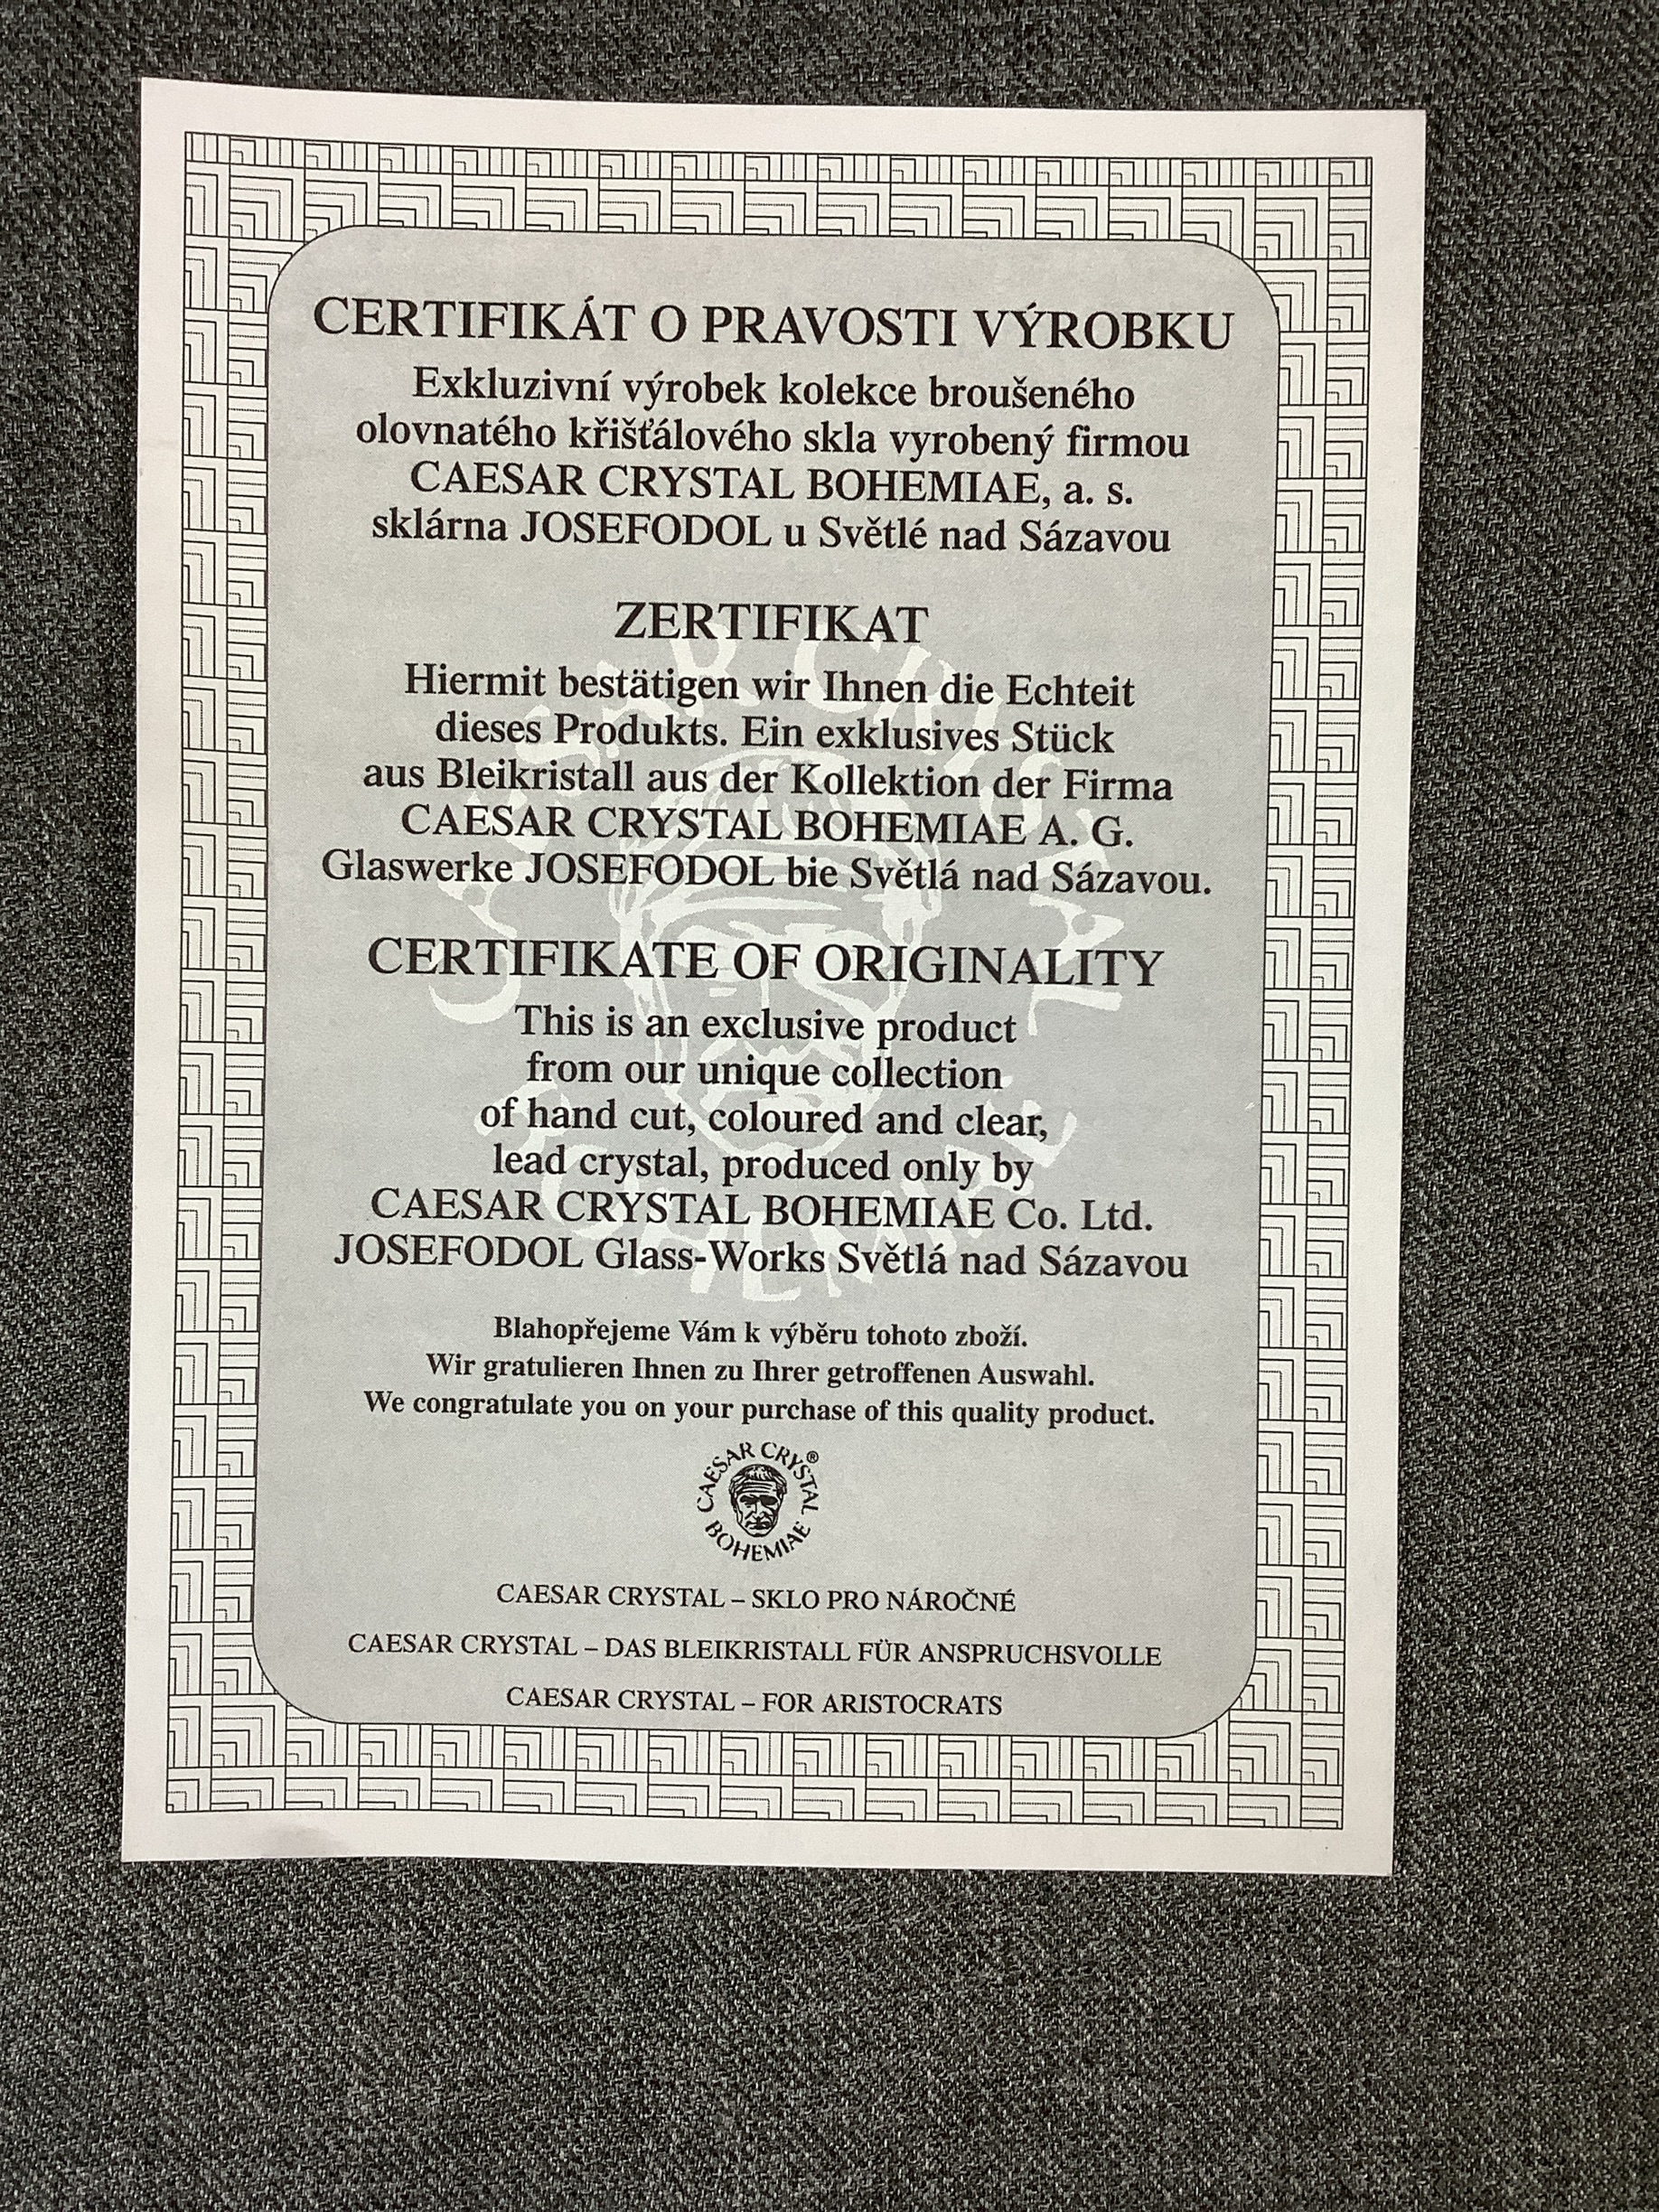 CERTIFIKÁT O PRAVOSTI VÝROBKU
Exkluzivní výrobek kolekce broušeného
olovnatého křišťálového skla vyrobený firmou
CAESAR CRYSTAL BOHEMIAE, a. s.
sklárna JOSEFODOL u Světlé nad Sázavou
ZERTIFIKAT
Hiermit bestätigen wir Ihnen die Echteit
dieses Produkts. Ein exklusives Stück
aus Bleikristall aus der Kollektion der Firma
CAESAR CRYSTAL BOHEMIAE A. G.
Glaswerke JOSEFODOL bie Světlá nad Sázavou.
CERTIFIKATE OF ORIGINALITY
This is an exclusive product
from our unique collection
of hand cut, coloured and clear,
lead crystal, produced only by
CAESAR CRYSTAL BOHEMIAE Co. Ltd.
JOSEFODOL Glass-Works Světlá nad Sázavou
Blahopřejeme Vám k výběru tohoto zboží.
Wir gratulieren Ihnen zu Ihrer getroffenen Auswahl.
We congratulate you on your purchase of this quality product.
CAESAR CRYSTAL®
BOHEMIAE
CAESAR CRYSTAL – SKLO PRO NÁROČNÉ
CAESAR CRYSTAL – DAS BLEIKRISTALL FÜR ANSPRUCHSVOLLE
CAESAR CRYSTAL – FOR ARISTOCRATS